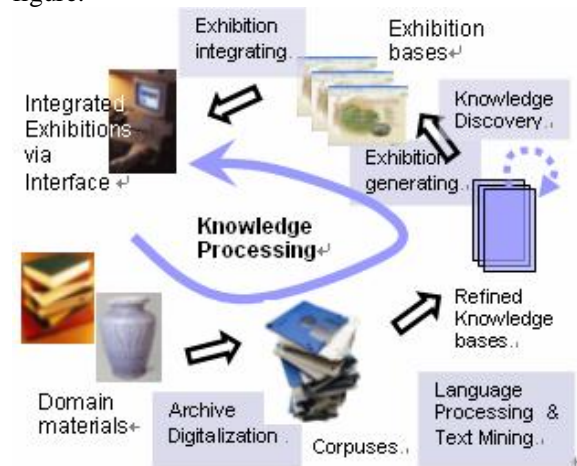 figure.
Exhibition
integrating.
Exhibition
bases↵
Integrated
Exhibitions
via
Interface ↵
Knowledge
Discovery.
Exhibition
generating.
Knowledge
Processing↵
Refined
Knowledge
bases.
Domain
materials↵
Archive
Digitalization .
Corpuses.
Language
Processing &
Text Mining.